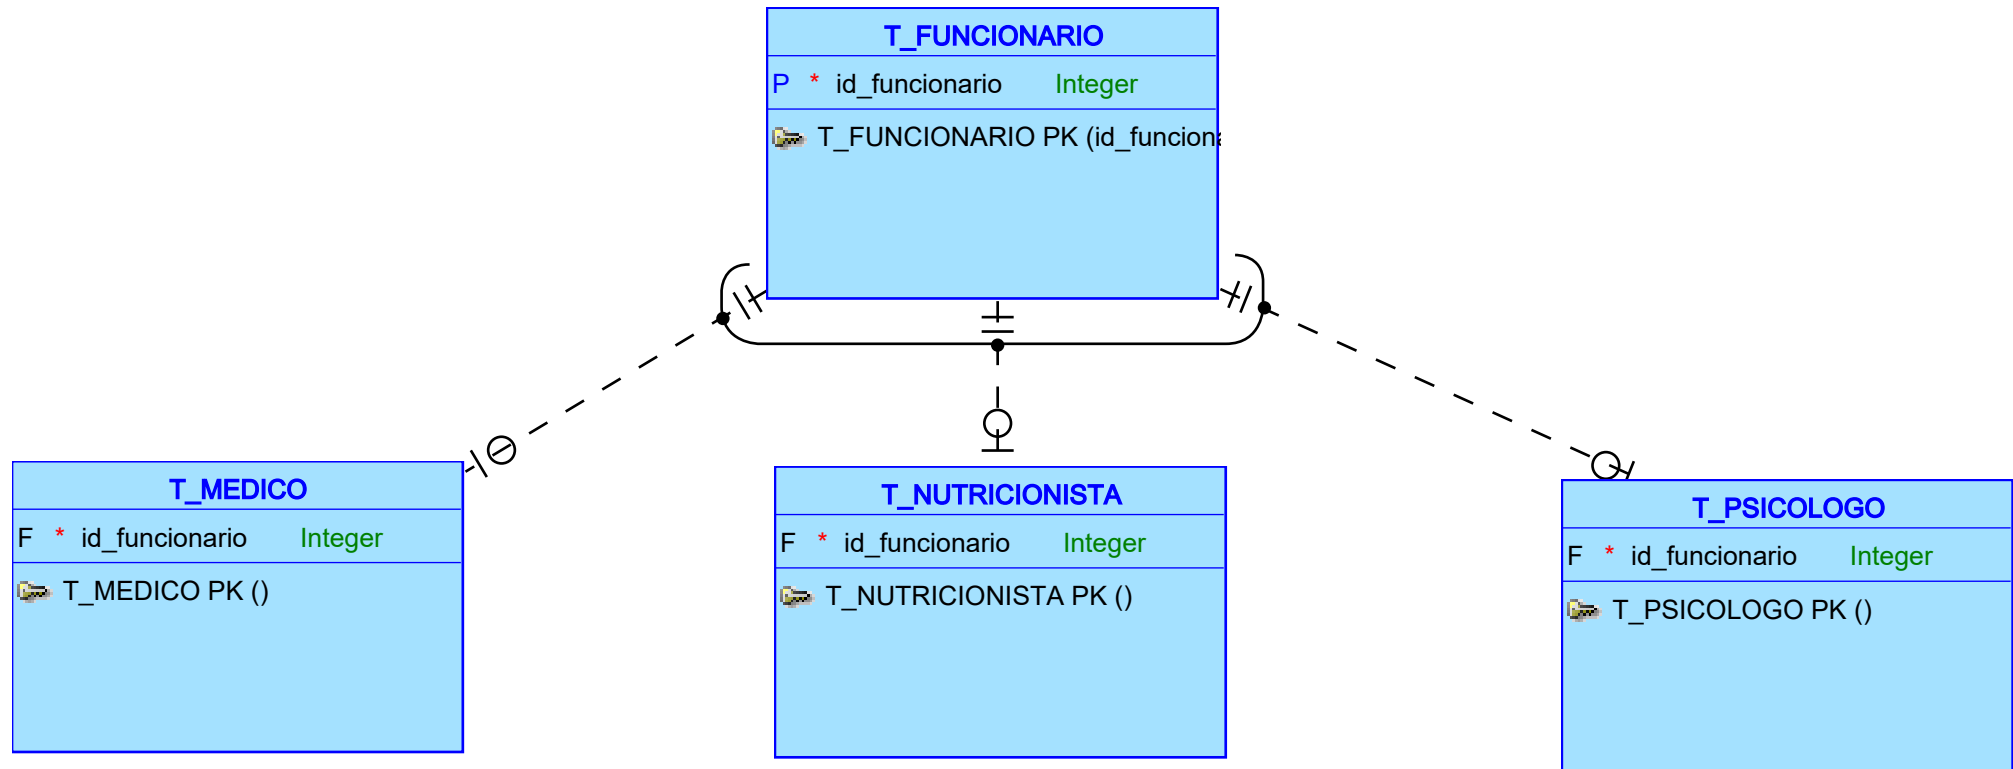 T_FUNCIONARIO
P * id_funcionario Integer
T_FUNCIONARIO PK (id_funciona
T_MEDICO
F * id_funcionario Integer
T_MEDICO PK ()
T_NUTRICIONISTA
F * id_funcionario Integer
T_NUTRICIONISTA PK ()
T_PSICOLOGO
F * id_funcionario Integer
T_PSICOLOGO PK ()